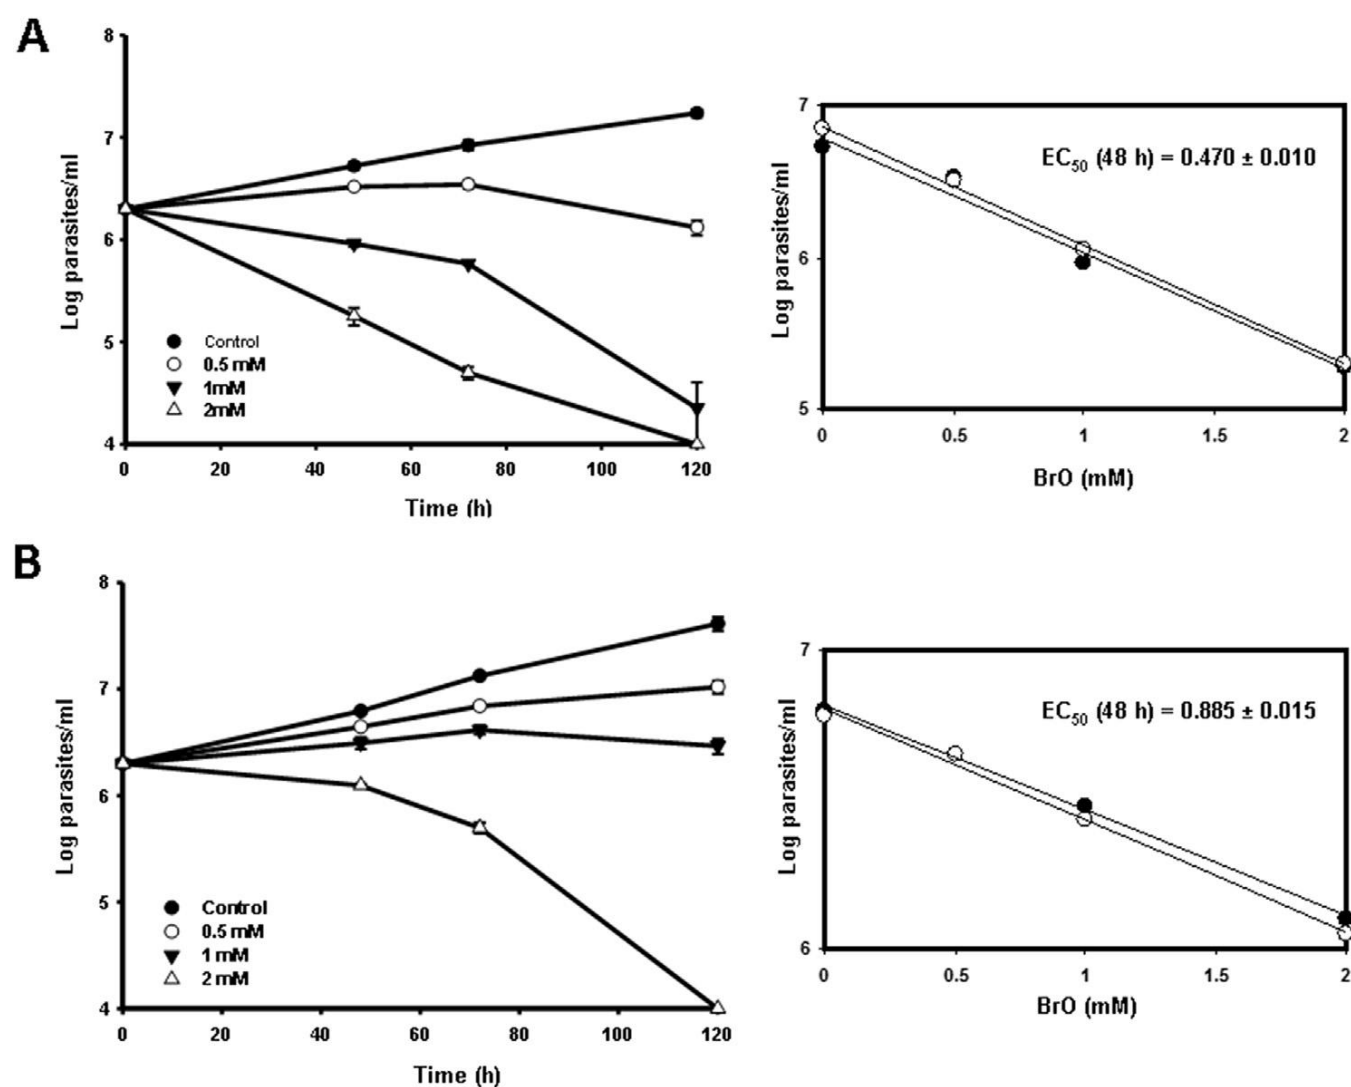 A
8
7
6
5
4
Log parasites/ml
Control
0.5 mM
1mM
2mM
0 20 40 60 80 100 120
Time (h)
7
6
5
Log parasites/ml
EC50 (48 h) = 0.470 ± 0.010
0 0.5 1 1.5 2
BrO (mM)
B
8
7
6
5
4
Log parasites/ml
Control
0.5 mM
1 mM
2 mM
0 20 40 60 80 100 120
Time (h)
7
6
Log parasites/ml
EC50 (48 h) = 0.885 ± 0.015
0 0.5 1 1.5 2
BrO (mM)